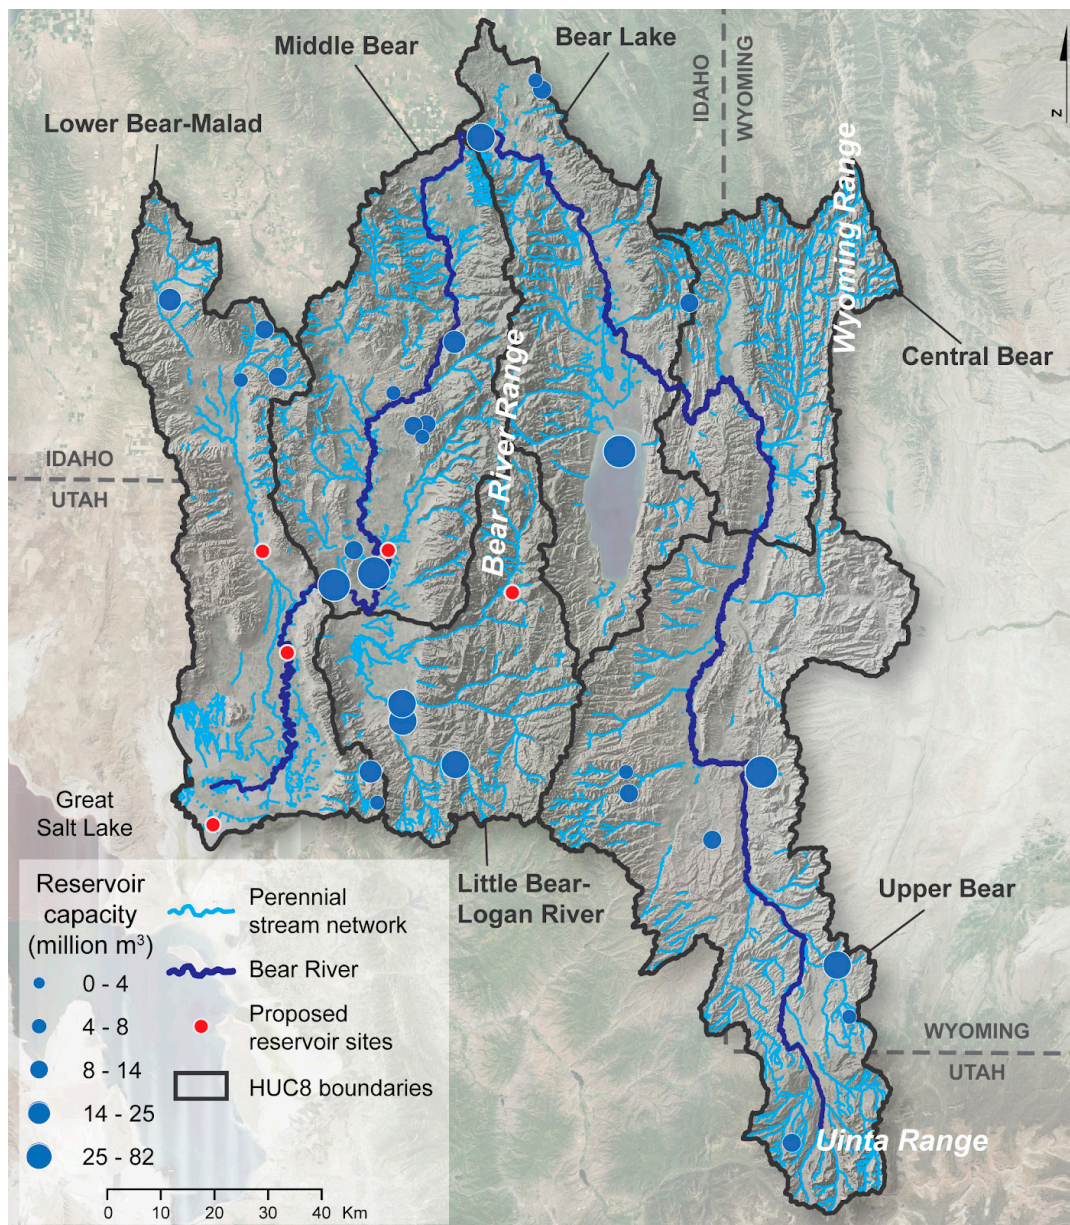 Middle Bear
Bear Lake
IDAHO
WYOMING
N
Lower Bear-Malad
Wyoming Range
Central Bear
Bear River Range
IDAHO
UTAH
Great
Salt Lake
Little Bear-
Logan River
Upper Bear
WYOMING
UTAH
Uinta Range
Reservoir
capacity
(million m³)
0 - 4
4 - 8
8 - 14
14 - 25
25 - 82
Perennial
stream network
Bear River
Proposed
reservoir sites
HUC8 boundaries
0 10 20 30 40 Km